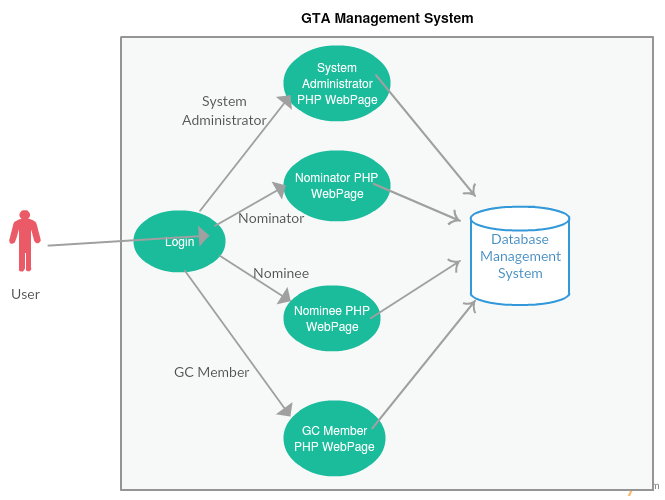 GTA Management System
System
Administrator
PHP WebPage
System
Administrator
Nominator PHP
WebPage
Nominator
Login
Database
Management
System
User
Nominee
Nominee PHP
WebPage
GC Member
GC Member
PHP WebPage